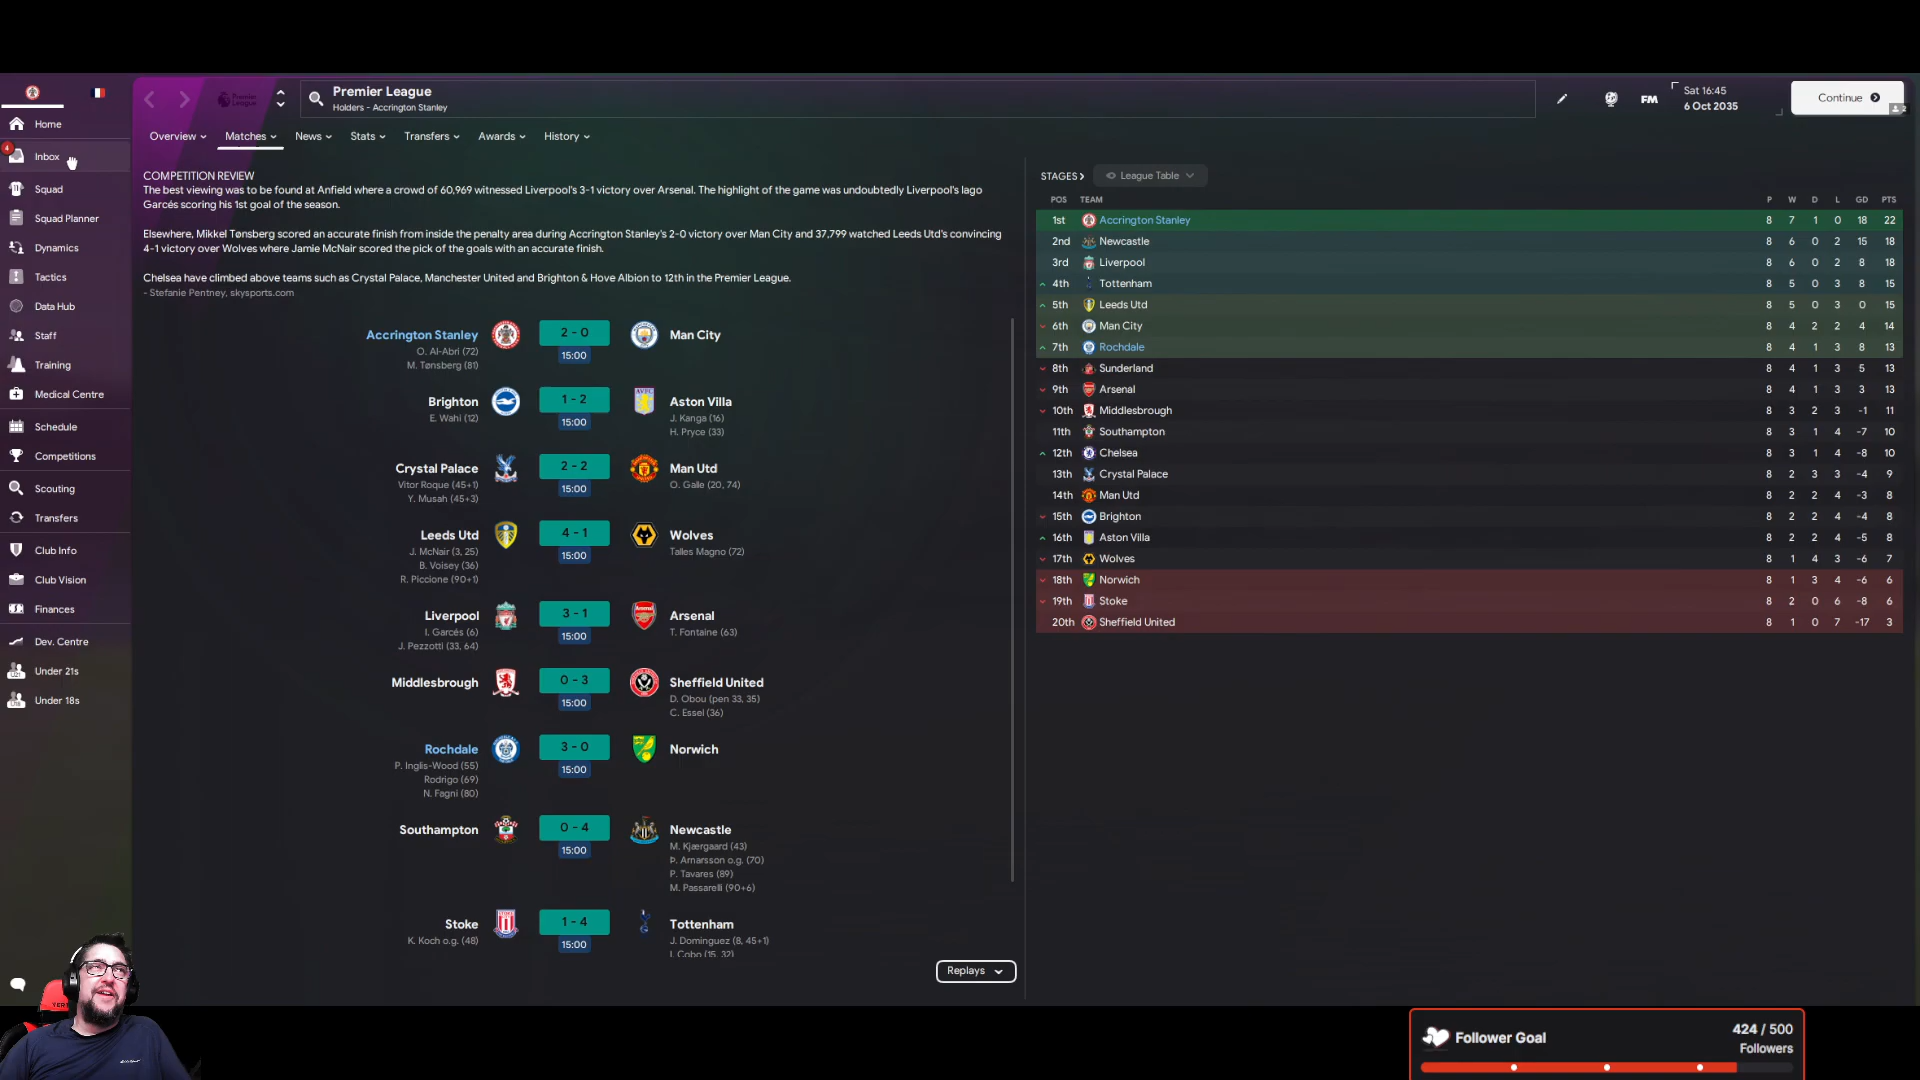 Premier League
Holders - Accrington Stanley
FM
Sat 16:45
6 Oct 2035
Continue
2
Home
4
Inbox
Squad
Squad Planner
Dynamics
Tactics
Data Hub
Staff
Training
Medical Centre
Schedule
Competitions
Scouting
Transfers
Club Info
Club Vision
Finances
Dev. Centre
Under 21s
Under 18s
Overview Matches News Stats Transfers Awards History
COMPETITION REVIEW
The best viewing was to be found at Anfield where a crowd of 60,969 witnessed Liverpool's 3-1 victory over Arsenal. The highlight of the game was undoubtedly Liverpool's Iago
Garcés scoring his 1st goal of the season.
Elsewhere, Mikkel Tønsberg scored an accurate finish from inside the penalty area during Accrington Stanley's 2-0 victory over Man City and 37,799 watched Leeds Utd's convincing
4-1 victory over Wolves where Jamie McNair scored the pick of the goals with an accurate finish.
Chelsea have climbed above teams such as Crystal Palace, Manchester United and Brighton & Hove Albion to 12th in the Premier League.
- Stefanie Pentney, skysports.com
Accrington Stanley 2 - 0 Man City
O. Al-Abri (72) 15:00
M. Tønsberg (81)
Brighton 1 - 2 Aston Villa
E. Wahi (12) 15:00 J. Kanga (16)
H. Pryce (33)
Crystal Palace 2 - 2 Man Utd
Vitor Roque (45+1) 15:00 O. Galle (20, 74)
Y. Musah (45+3)
Leeds Utd 4 - 1 Wolves
J. McNair (3, 25) 15:00 Talles Magno (72)
B. Voisey (36)
R. Piccione (90+1)
Liverpool 3 - 1 Arsenal
I. Garcés (6) 15:00 T. Fontaine (63)
J. Pezzotti (33, 64)
Middlesbrough 0 - 3 Sheffield United
15:00 D. Obou (pen 33, 35)
C. Essel (36)
Rochdale 3 - 0 Norwich
P. Inglis-Wood (55) 15:00
Rodrigo (69)
N. Fagni (80)
Southampton 0 - 4 Newcastle
15:00 M. Kjærgaard (43)
Þ. Arnarsson o.g. (70)
P. Tavares (89)
M. Passarelli (90+6)
Stoke 1 - 4 Tottenham
K. Koch o.g. (48) 15:00 J. Dominguez (8, 45+1)
I. Cobo (15, 32)
Replays
STAGES League Table
POS TEAM P W D L GD PTS
1st Accrington Stanley 8 7 1 0 18 22
2nd Newcastle 8 6 0 2 15 18
3rd Liverpool 8 6 0 2 8 18
4th Tottenham 8 5 0 3 8 15
5th Leeds Utd 8 5 0 3 0 15
6th Man City 8 4 2 2 4 14
7th Rochdale 8 4 1 3 8 13
8th Sunderland 8 4 1 3 5 13
9th Arsenal 8 4 1 3 3 13
10th Middlesbrough 8 3 2 3 -1 11
11th Southampton 8 3 1 4 -7 10
12th Chelsea 8 3 1 4 -8 10
13th Crystal Palace 8 2 3 3 -4 9
14th Man Utd 8 2 2 4 -3 8
15th Brighton 8 2 2 4 -4 8
16th Aston Villa 8 2 2 4 -5 8
17th Wolves 8 1 4 3 -6 7
18th Norwich 8 1 3 4 -6 6
19th Stoke 8 2 0 6 -8 6
20th Sheffield United 8 1 0 7 -17 3
Follower Goal
424 / 500
Followers